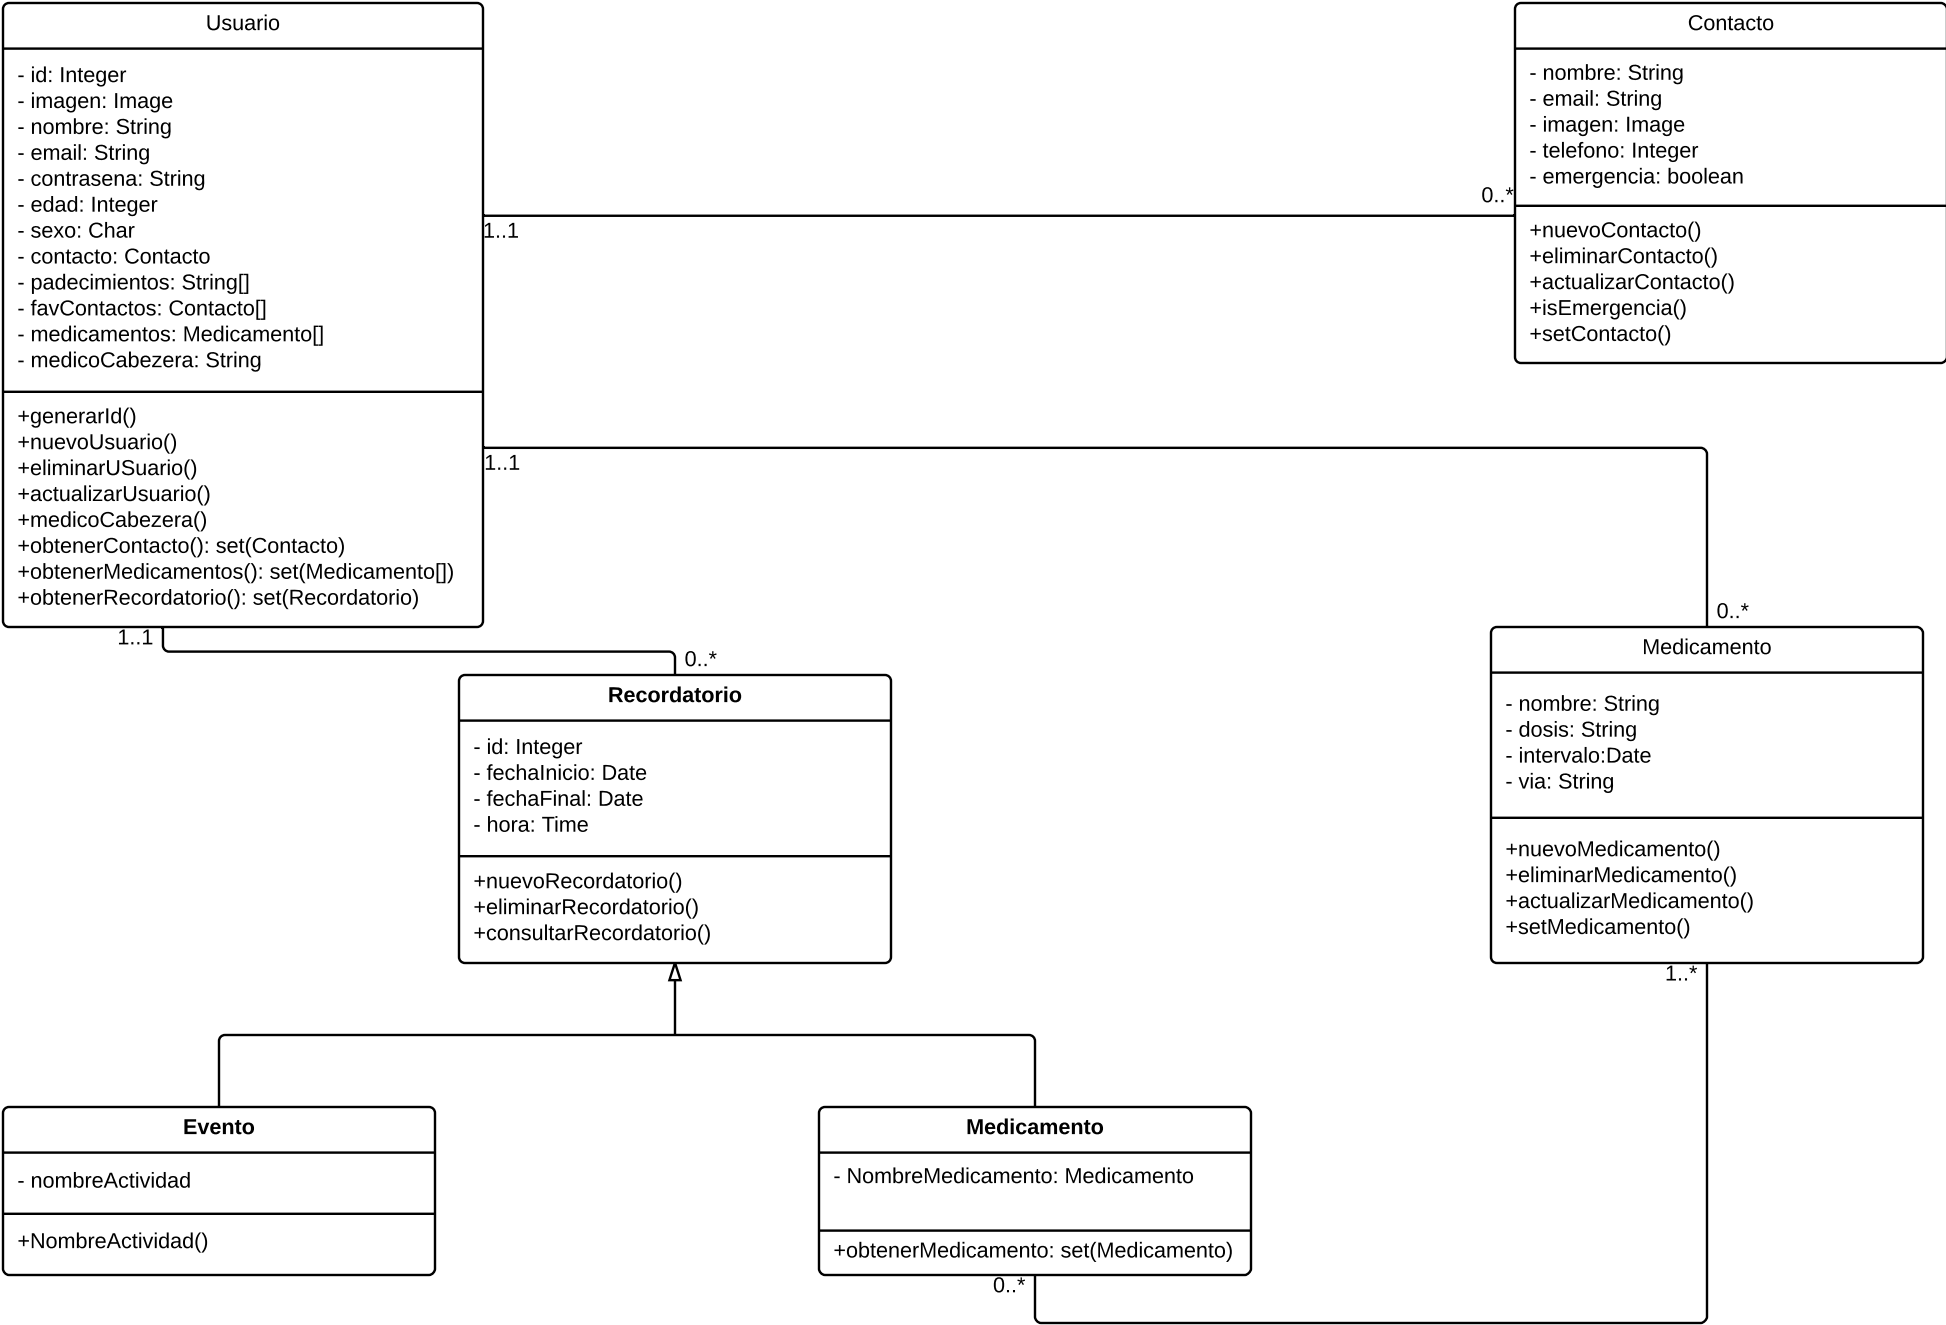 Usuario
- id: Integer
- imagen: Image
- nombre: String
- email: String
- contrasena: String
- edad: Integer
- sexo: Char
- contacto: Contacto
- padecimientos: String[]
- favContactos: Contacto[]
- medicamentos: Medicamento[]
- medicoCabezera: String
+generarId()
+nuevoUsuario()
+eliminarUSuario()
+actualizarUsuario()
+medicoCabezera()
+obtenerContacto(): set(Contacto)
+obtenerMedicamentos(): set(Medicamento[])
+obtenerRecordatorio(): set(Recordatorio)
1..1
0..*
1..1
0..*
1..1
0..*
Contacto
- nombre: String
- email: String
- imagen: Image
- telefono: Integer
- emergencia: boolean
+nuevoContacto()
+eliminarContacto()
+actualizarContacto()
+isEmergencia()
+setContacto()
Recordatorio
- id: Integer
- fechaInicio: Date
- fechaFinal: Date
- hora: Time
+nuevoRecordatorio()
+eliminarRecordatorio()
+consultarRecordatorio()
Medicamento
- nombre: String
- dosis: String
- intervalo:Date
- via: String
+nuevoMedicamento()
+eliminarMedicamento()
+actualizarMedicamento()
+setMedicamento()
1..*
Evento
- nombreActividad
+NombreActividad()
Medicamento
- NombreMedicamento: Medicamento
+obtenerMedicamento: set(Medicamento)
0..*